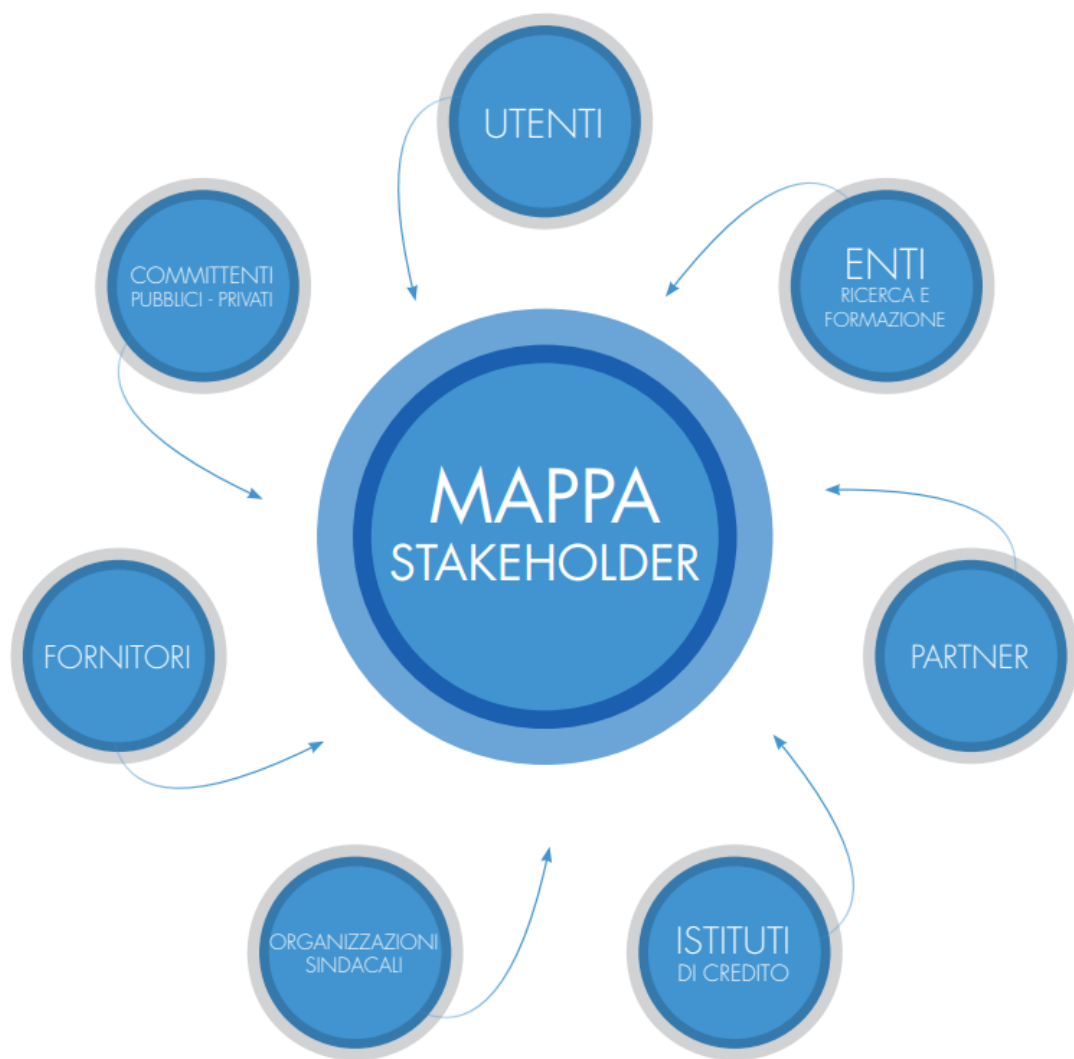 UTENTI
COMMITTENTI
PUBBLICI - PRIVATI
ENTI
RICERCA E
FORMAZIONE
MAPPA
STAKEHOLDER
FORNITORI
PARTNER
ORGANIZZAZIONI
SINDACALI
ISTITUTI
DI CREDITO